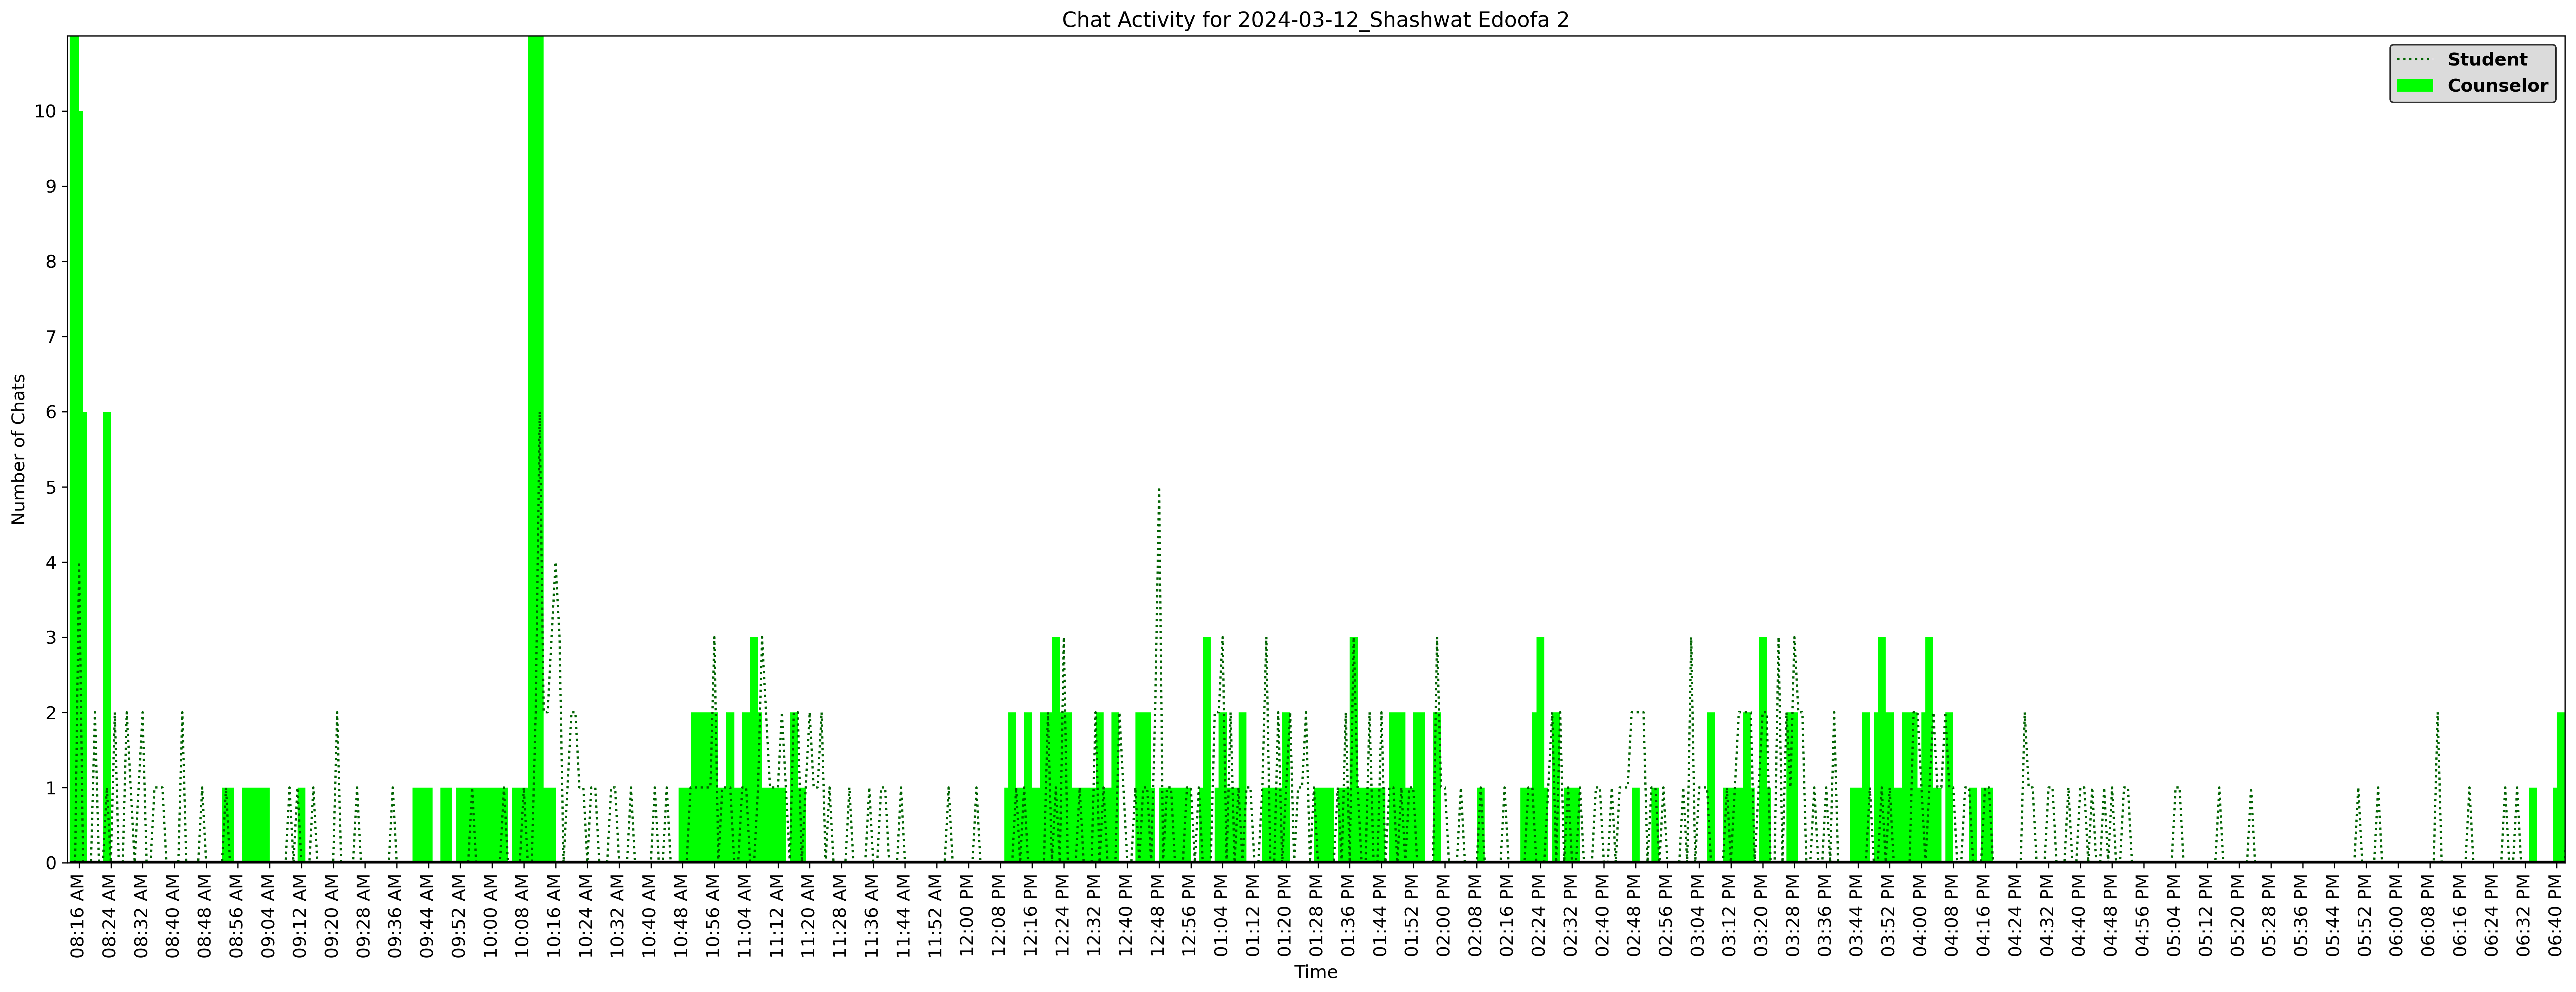 Chat Activity for 2024-03-12_Shashwat Edoofa 2
Student
Counselor
Number of Chats
10
9
8
7
6
5
4
3
2
1
0
08:16 AM
08:24 AM
08:32 AM
08:40 AM
08:48 AM
08:56 AM
09:04 AM
09:12 AM
09:20 AM
09:28 AM
09:36 AM
09:44 AM
09:52 AM
10:00 AM
10:08 AM
10:16 AM
10:24 AM
10:32 AM
10:40 AM
10:48 AM
10:56 AM
11:04 AM
11:12 AM
11:20 AM
11:28 AM
11:36 AM
11:44 AM
11:52 AM
12:00 PM
12:08 PM
12:16 PM
12:24 PM
12:32 PM
12:40 PM
12:48 PM
12:56 PM
01:04 PM
01:12 PM
01:20 PM
01:28 PM
01:36 PM
01:44 PM
01:52 PM
02:00 PM
02:08 PM
02:16 PM
02:24 PM
02:32 PM
02:40 PM
02:48 PM
02:56 PM
03:04 PM
03:12 PM
03:20 PM
03:28 PM
03:36 PM
03:44 PM
03:52 PM
04:00 PM
04:08 PM
04:16 PM
04:24 PM
04:32 PM
04:40 PM
04:48 PM
04:56 PM
05:04 PM
05:12 PM
05:20 PM
05:28 PM
05:36 PM
05:44 PM
05:52 PM
06:00 PM
06:08 PM
06:16 PM
06:24 PM
06:32 PM
06:40 PM
Time